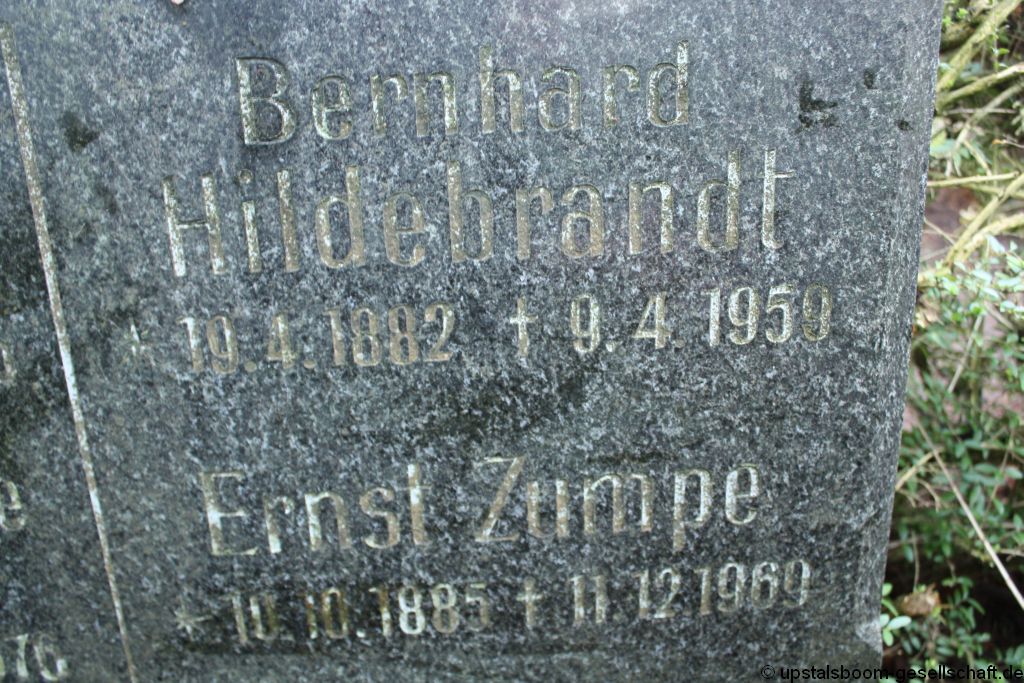 Bernhard
Hildebrandt
* 19.4.1882 † 9.4.1959
Ernst Zumpe
* 10.10.1885 † 11.12.1969
© upstalsboom-gesellschaft.de